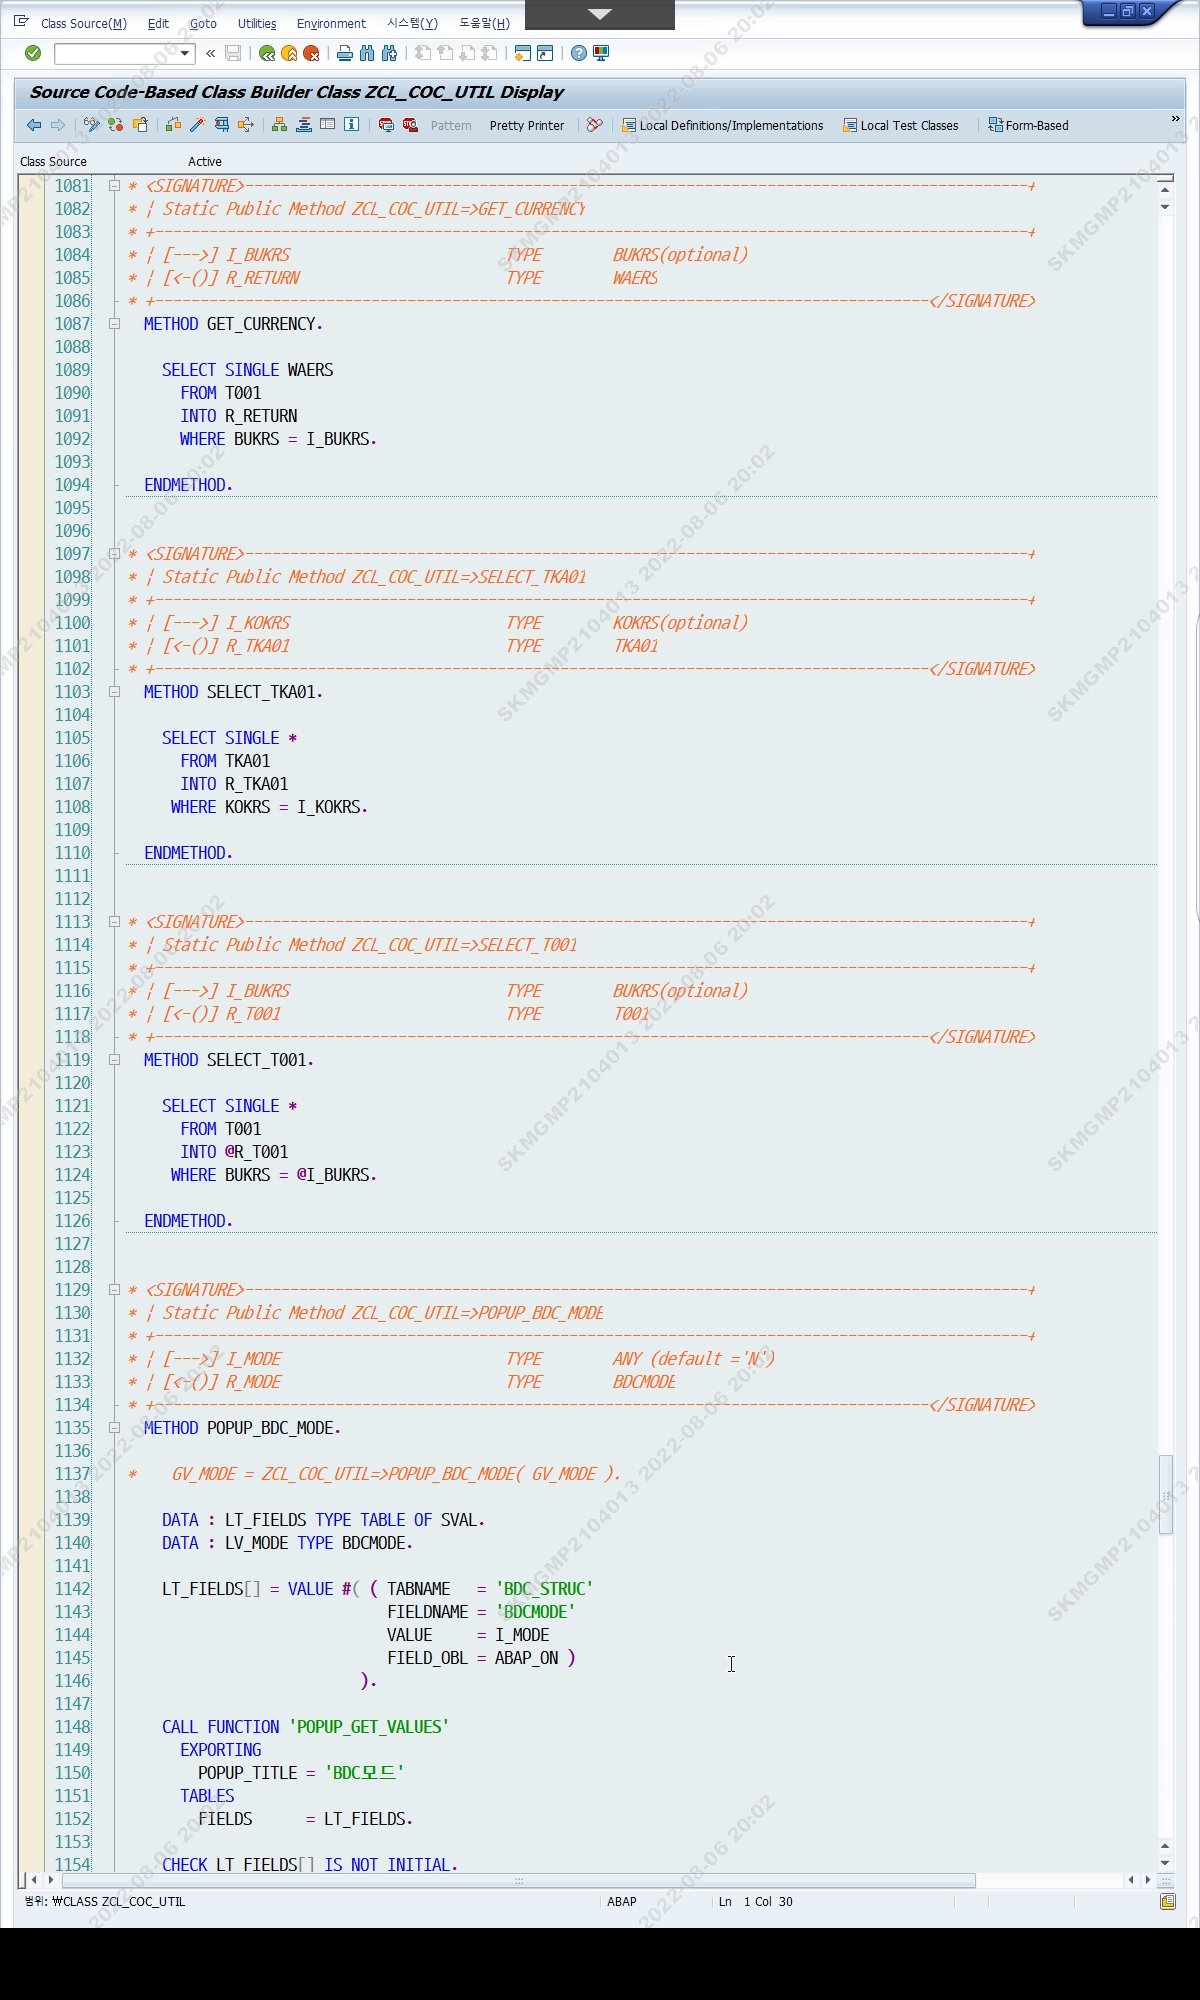 Class Source(M) Edit Goto Utilities Environment 시스템(Y) 도움말(H)
Source Code-Based Class Builder Class ZCL_COC_UTIL Display
Pattern Pretty Printer Local Definitions/Implementations Local Test Classes Form-Based
Class Source Active
1081 * <SIGNATURE>---------------------------------------------------------------------------------------+
1082 * ¦ Static Public Method ZCL_COC_UTIL=>GET_CURRENCY
1083 * +-------------------------------------------------------------------------------------------------+
1084 * ¦ [--->] I_BUKRS                        TYPE        BUKRS(optional)
1085 * ¦ [<-()] R_RETURN                       TYPE        WAERS
1086 * +--------------------------------------------------------------------------------------</SIGNATURE>
1087   METHOD GET_CURRENCY.
1088
1089     SELECT SINGLE WAERS
1090       FROM T001
1091       INTO R_RETURN
1092       WHERE BUKRS = I_BUKRS.
1093
1094   ENDMETHOD.
1095
1096
1097 * <SIGNATURE>---------------------------------------------------------------------------------------+
1098 * ¦ Static Public Method ZCL_COC_UTIL=>SELECT_TKA01
1099 * +-------------------------------------------------------------------------------------------------+
1100 * ¦ [--->] I_KOKRS                        TYPE        KOKRS(optional)
1101 * ¦ [<-()] R_TKA01                        TYPE        TKA01
1102 * +--------------------------------------------------------------------------------------</SIGNATURE>
1103   METHOD SELECT_TKA01.
1104
1105     SELECT SINGLE *
1106       FROM TKA01
1107       INTO R_TKA01
1108      WHERE KOKRS = I_KOKRS.
1109
1110   ENDMETHOD.
1111
1112
1113 * <SIGNATURE>---------------------------------------------------------------------------------------+
1114 * ¦ Static Public Method ZCL_COC_UTIL=>SELECT_T001
1115 * +-------------------------------------------------------------------------------------------------+
1116 * ¦ [--->] I_BUKRS                        TYPE        BUKRS(optional)
1117 * ¦ [<-()] R_T001                         TYPE        T001
1118 * +--------------------------------------------------------------------------------------</SIGNATURE>
1119   METHOD SELECT_T001.
1120
1121     SELECT SINGLE *
1122       FROM T001
1123       INTO @R_T001
1124      WHERE BUKRS = @I_BUKRS.
1125
1126   ENDMETHOD.
1127
1128
1129 * <SIGNATURE>---------------------------------------------------------------------------------------+
1130 * ¦ Static Public Method ZCL_COC_UTIL=>POPUP_BDC_MODE
1131 * +-------------------------------------------------------------------------------------------------+
1132 * ¦ [--->] I_MODE                         TYPE        ANY (default ='N')
1133 * ¦ [<-()] R_MODE                         TYPE        BDCMODE
1134 * +--------------------------------------------------------------------------------------</SIGNATURE>
1135   METHOD POPUP_BDC_MODE.
1136
1137 *    GV_MODE = ZCL_COC_UTIL=>POPUP_BDC_MODE( GV_MODE ).
1138
1139     DATA : LT_FIELDS TYPE TABLE OF SVAL.
1140     DATA : LV_MODE TYPE BDCMODE.
1141
1142     LT_FIELDS[] = VALUE #( ( TABNAME   = 'BDC_STRUC'
1143                              FIELDNAME = 'BDCMODE'
1144                              VALUE     = I_MODE
1145                              FIELD_OBL = ABAP_ON )
1146                           ).
1147
1148     CALL FUNCTION 'POPUP_GET_VALUES'
1149       EXPORTING
1150         POPUP_TITLE = 'BDC모드'
1151       TABLES
1152         FIELDS      = LT_FIELDS.
1153
1154     CHECK LT_FIELDS[] IS NOT INITIAL.
범위: ₩CLASS ZCL_COC_UTIL ABAP Ln 1 Col 30
SKMGMP2104013 2022-08-06 20:02